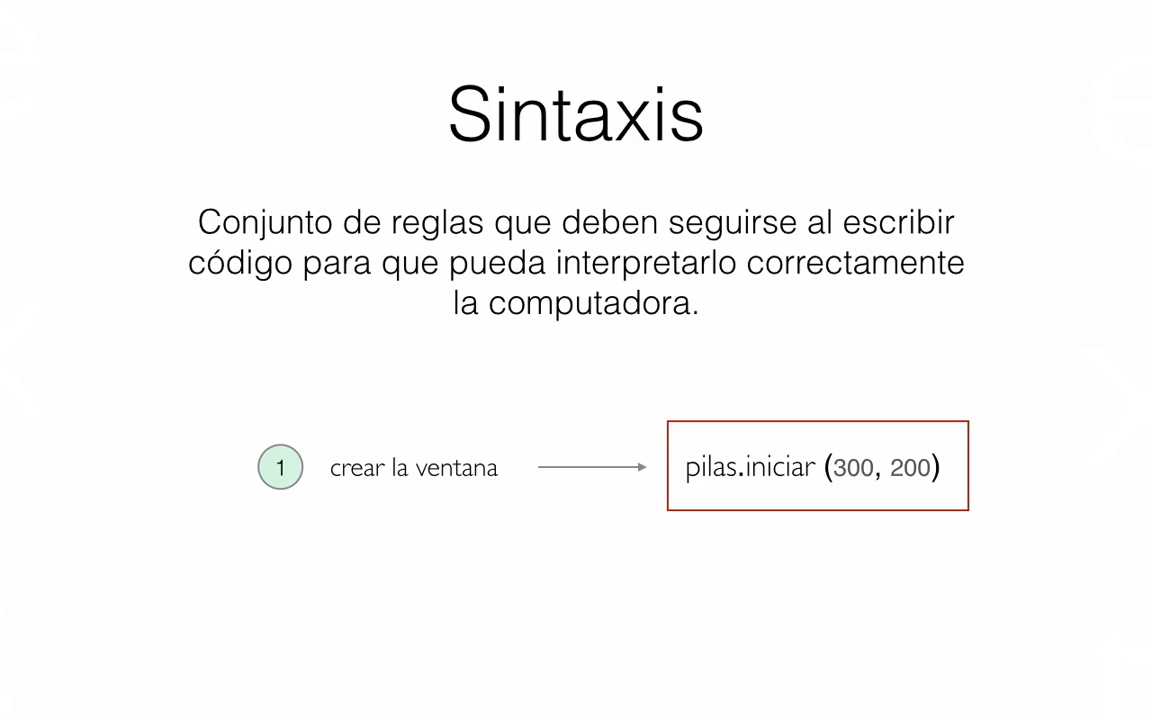 Sintaxis
Conjunto de reglas que deben seguirse al escribir
código para que pueda interpretarlo correctamente
la computadora.
1 crear la ventana pilas.iniciar (300, 200)